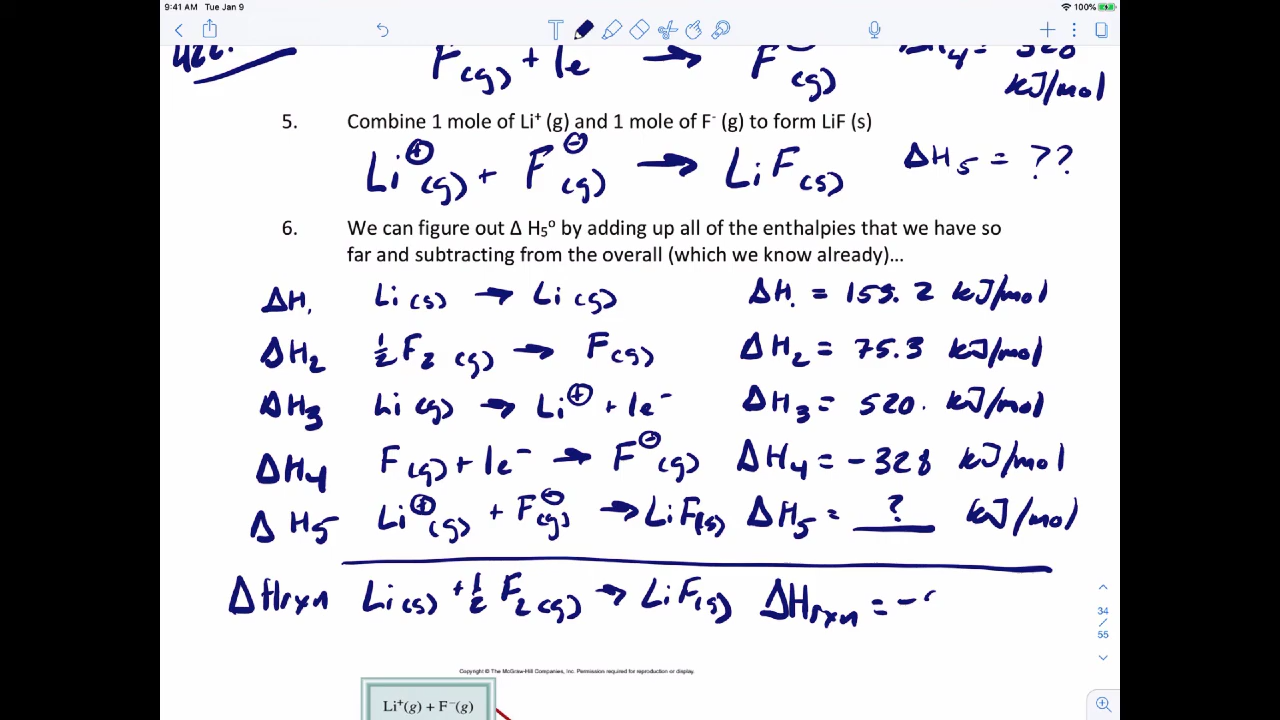 9:41 AM Tue Jan 9
100%
F(g) + 1e → F⊖(g)
kJ/mol
5. Combine 1 mole of Li⁺ (g) and 1 mole of F⁻ (g) to form LiF (s)
Li⊕(g) + F⊖(g) → LiF(s) ΔH₅ = ??
6. We can figure out Δ H₅° by adding up all of the enthalpies that we have so
far and subtracting from the overall (which we know already)…
ΔH₁ Li (s) → Li (g) ΔH₁ = 155.2 kJ/mol
ΔH₂ ½ F₂ (g) → F(g) ΔH₂ = 75.3 kJ/mol
ΔH₃ Li (g) → Li⊕ + 1e⁻ ΔH₃ = 520. kJ/mol
ΔH₄ F(g) + 1e⁻ → F⊖(g) ΔH₄ = -328 kJ/mol
ΔH₅ Li⊕(g) + F⊖(g) → LiF(s) ΔH₅ = ? kJ/mol
ΔHrxn Li(s) + ½ F₂(g) → LiF(s) ΔHrxn = -
34
/
55
Copyright © The McGraw-Hill Companies, Inc. Permission required for reproduction or display.
Li⁺(g) + F⁻(g)